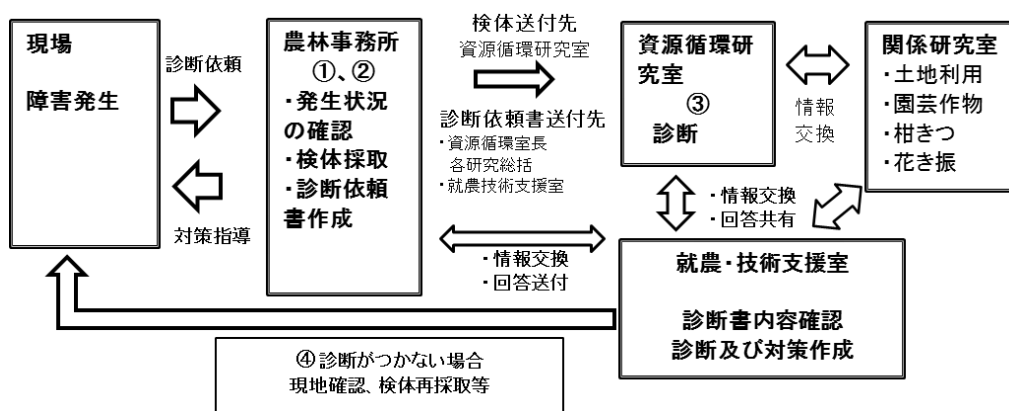 現場
障害発生
診断依頼
対策指導
農林事務所
①、②
・発生状況
の確認
・検体採取
・診断依頼
書作成
検体送付先
資源循環研究室
診断依頼書送付先
・資源循環室長
各研究総括
・就農技術支援室
資源循環研
究室
③
診断
情報
交換
関係研究室
・土地利用
・園芸作物
・柑きつ
・花き振
・情報交換
・回答共有
・情報交換
・回答送付
就農・技術支援室
診断書内容確認
診断及び対策作成
④診断がつかない場合
現地確認、検体再採取等